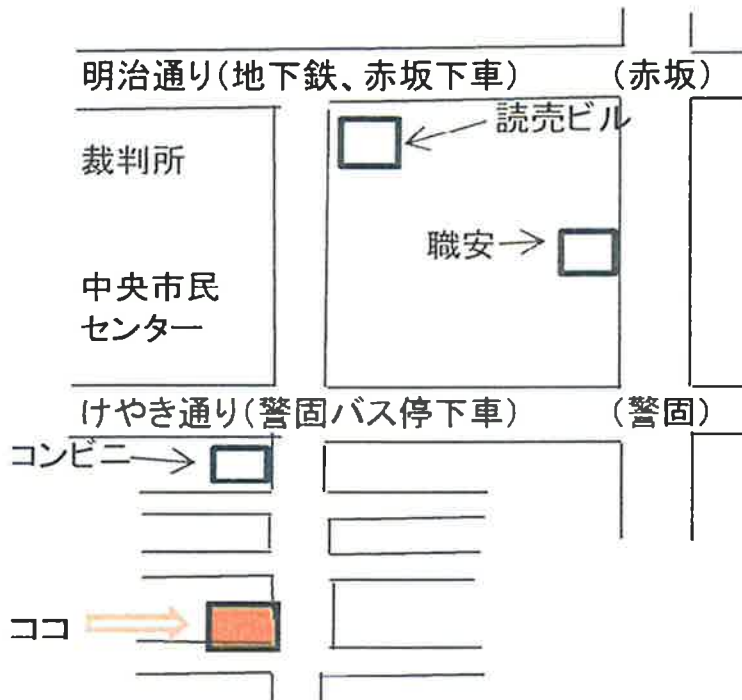 明治通り(地下鉄、赤坂下車)
(赤坂)
読売ビル
裁判所
職安
中央市民
センター
けやき通り(警固バス停下車)
(警固)
コンビニ
ココ